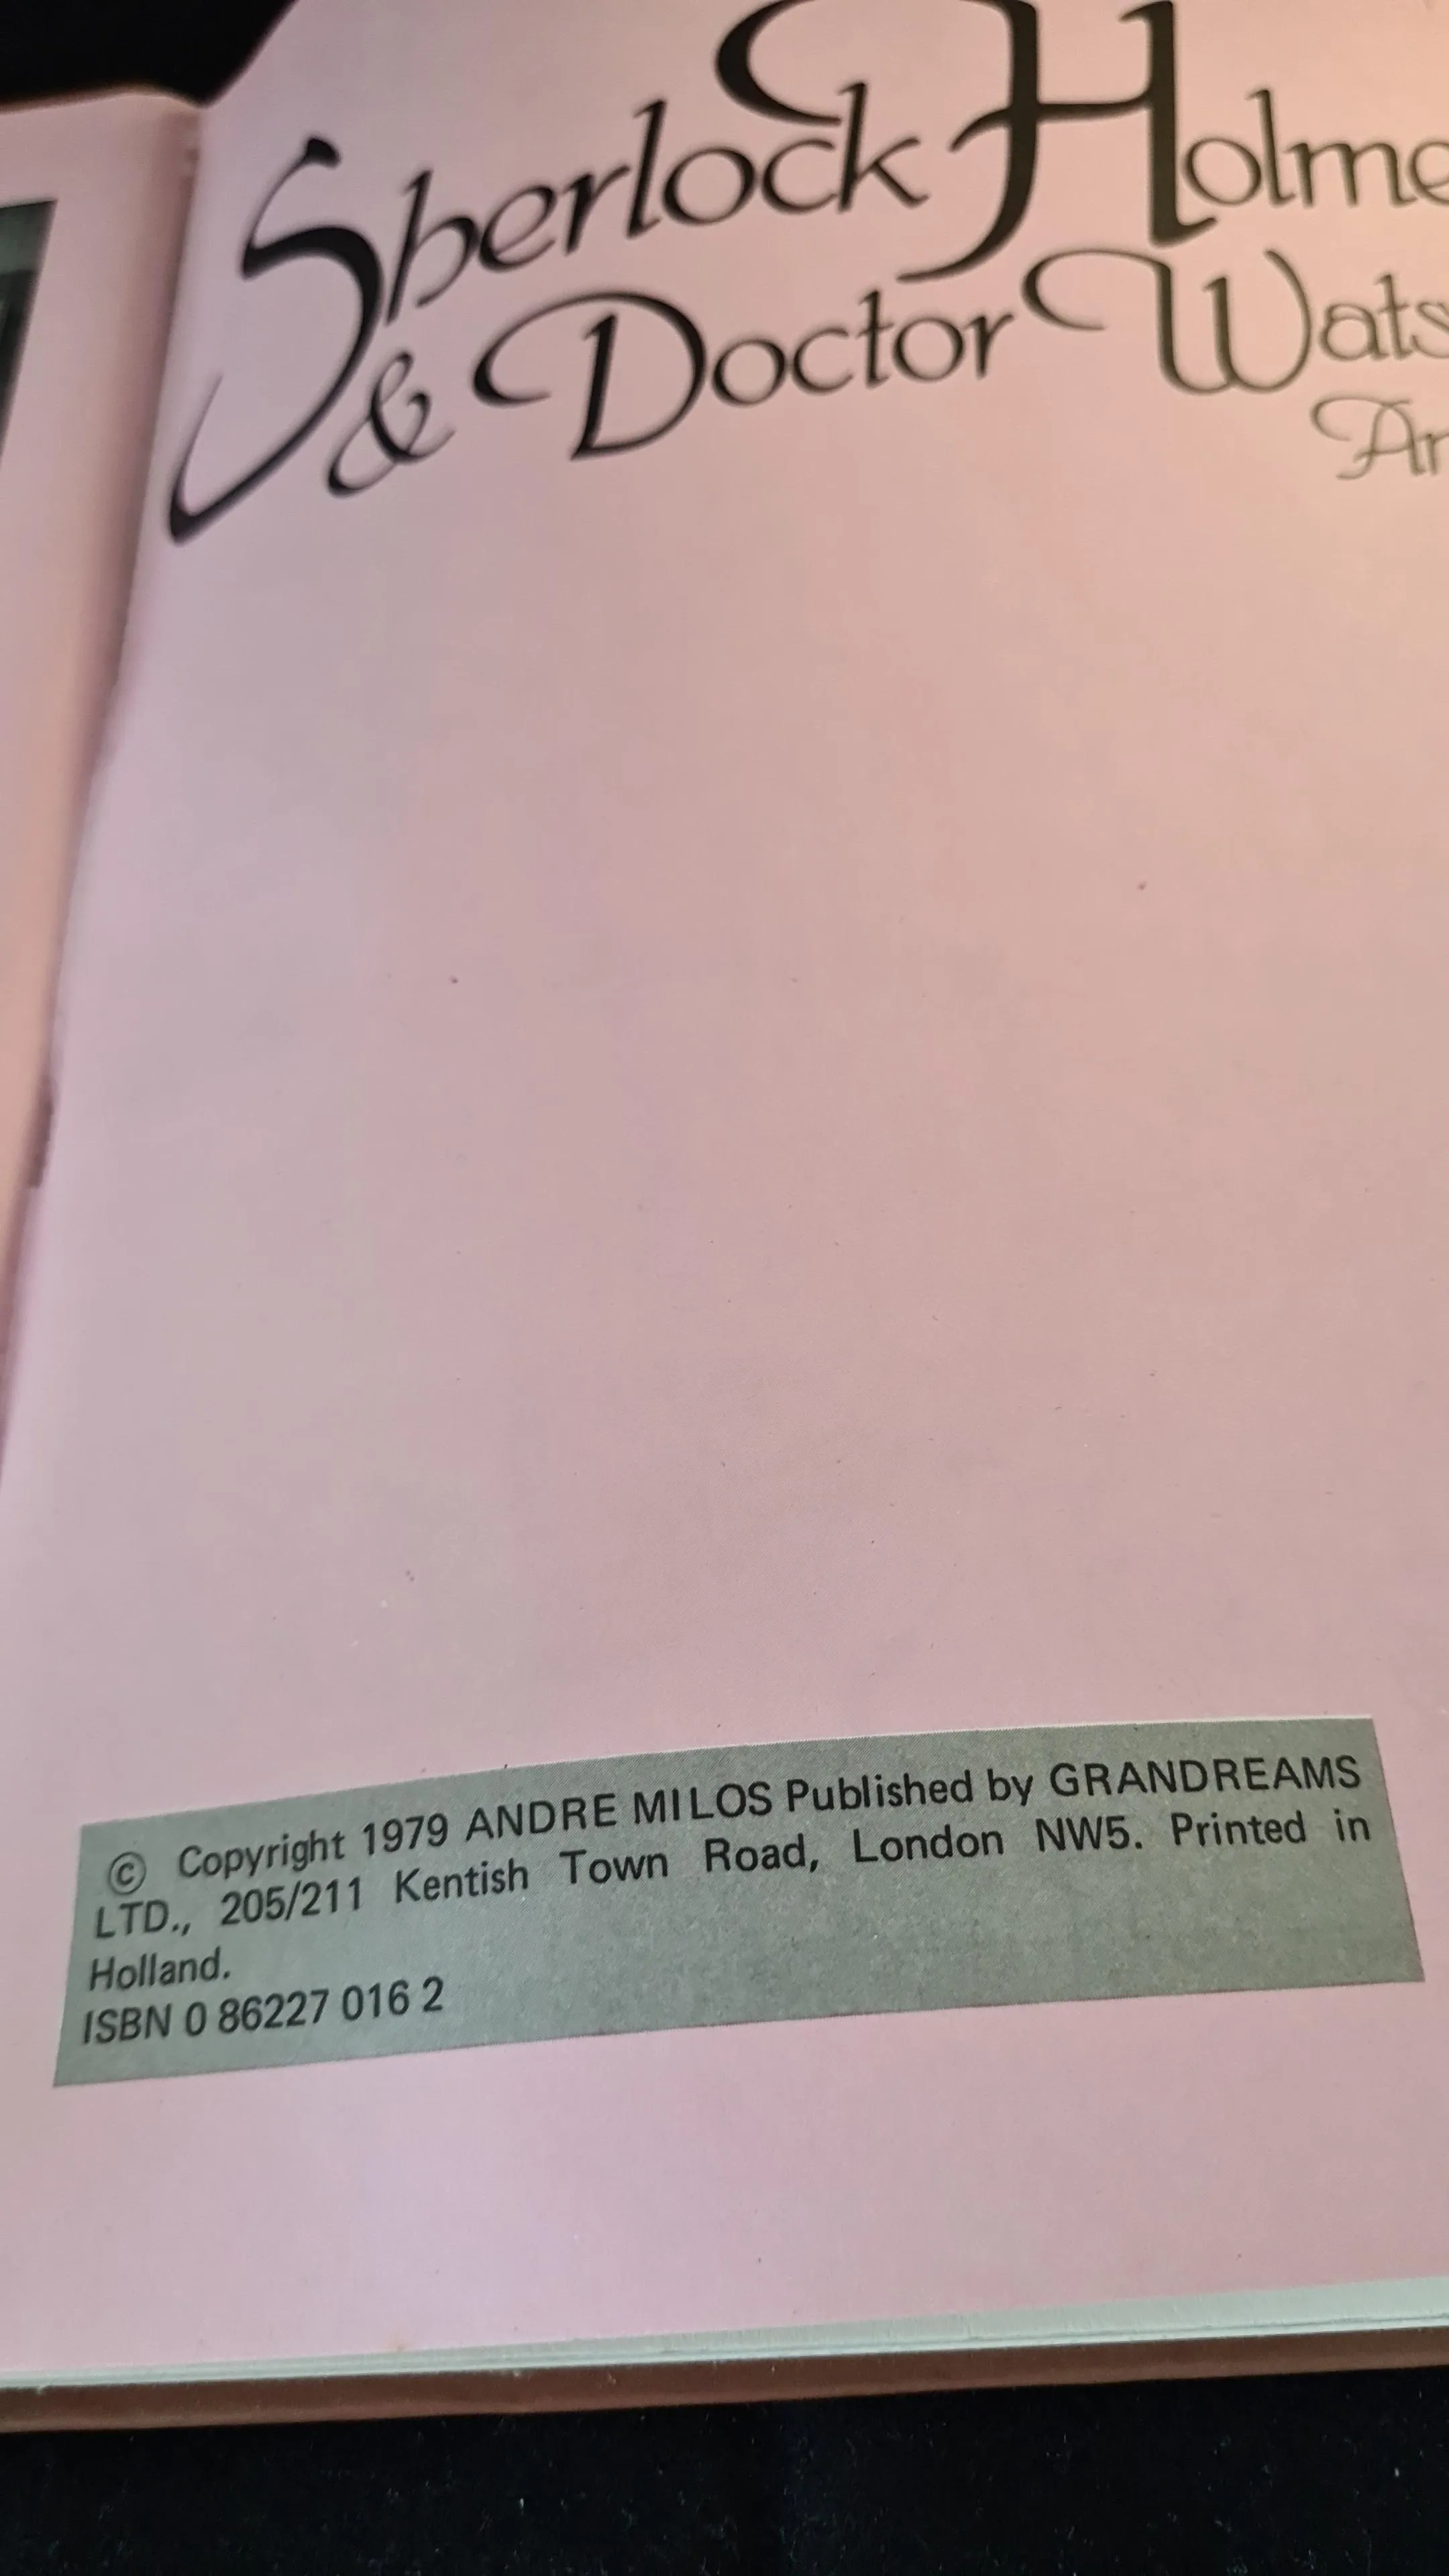 Sherlock Holme
& Doctor Wats
An
© Copyright 1979 ANDRE MILOS Published by GRANDREAMS
LTD., 205/211 Kentish Town Road, London NW5. Printed in
Holland.
ISBN 0 86227 016 2